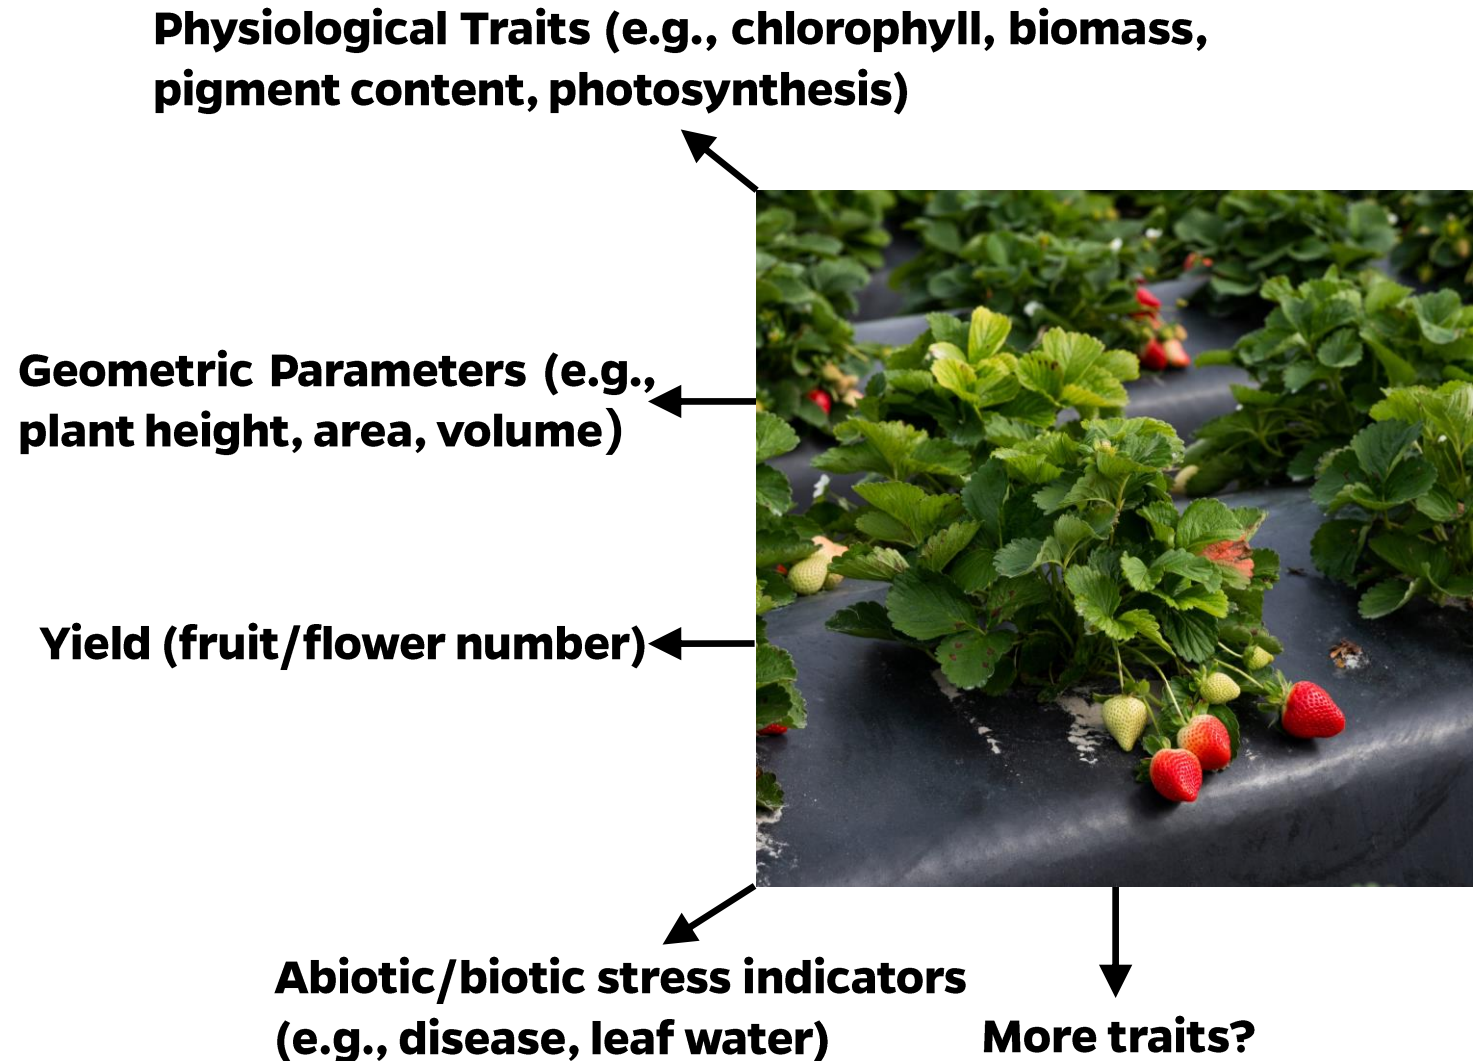 Physiological Traits (e.g., chlorophyll, biomass,
pigment content, photosynthesis)
Geometric Parameters (e.g.,
plant height, area, volume)
Yield (fruit/flower number)
Abiotic/biotic stress indicators
(e.g., disease, leaf water)
More traits?